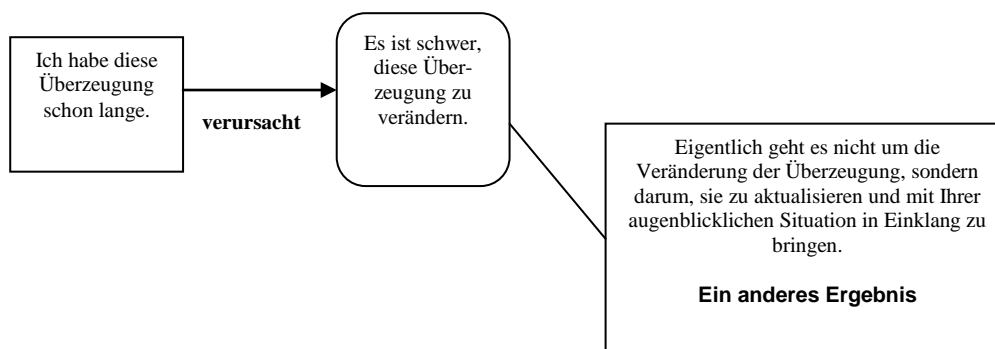 Ich habe diese
Überzeugung
schon lange.
verursacht
Es ist schwer,
diese Über-
zeugung zu
verändern.
Eigentlich geht es nicht um die
Veränderung der Überzeugung, sondern
darum, sie zu aktualisieren und mit Ihrer
augenblicklichen Situation in Einklang zu
bringen.
Ein anderes Ergebnis